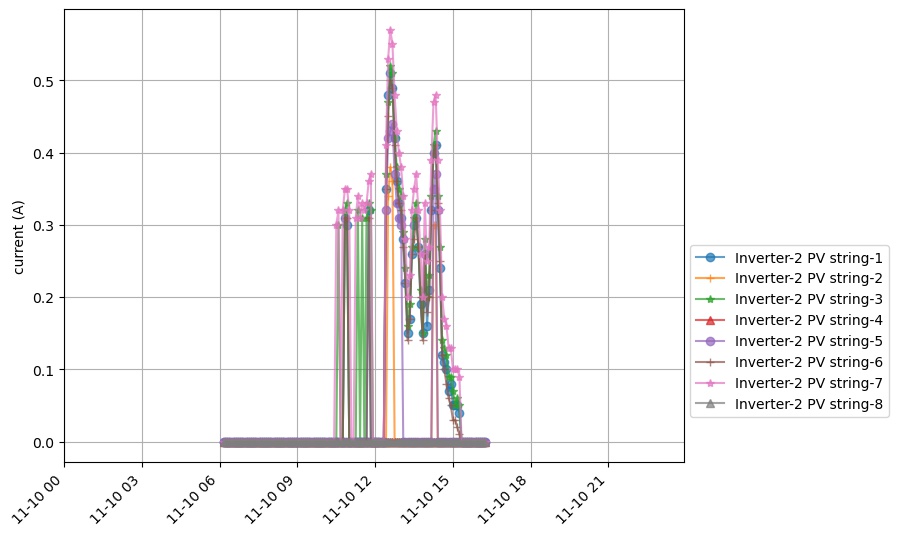 current (A)
0.5
0.4
0.3
0.2
0.1
0.0
11-10 00
11-10 03
11-10 06
11-10 09
11-10 12
11-10 15
11-10 18
11-10 21
Inverter-2 PV string-1
Inverter-2 PV string-2
Inverter-2 PV string-3
Inverter-2 PV string-4
Inverter-2 PV string-5
Inverter-2 PV string-6
Inverter-2 PV string-7
Inverter-2 PV string-8